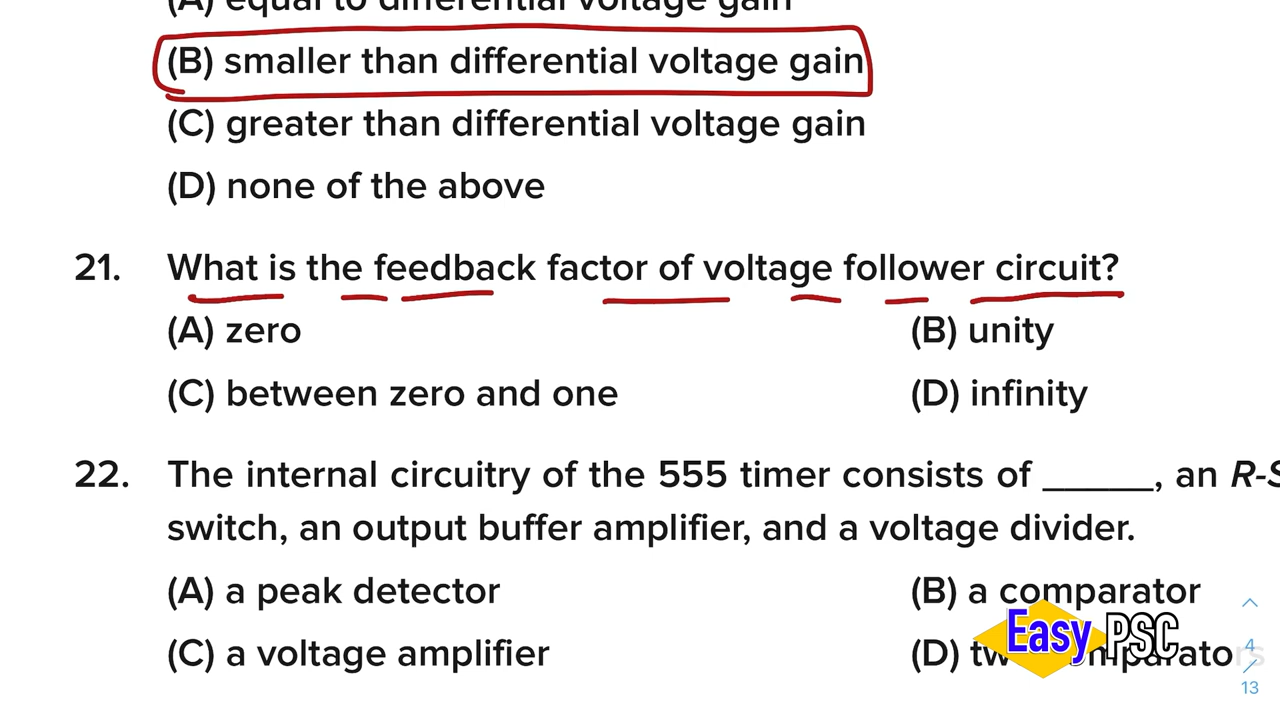 (A) equal to differential voltage gain
(B) smaller than differential voltage gain
(C) greater than differential voltage gain
(D) none of the above
21. What is the feedback factor of voltage follower circuit?
(A) zero (B) unity
(C) between zero and one (D) infinity
22. The internal circuitry of the 555 timer consists of _____, an R-S
switch, an output buffer amplifier, and a voltage divider.
(A) a peak detector (B) a comparator
(C) a voltage amplifier (D) two comparators
Easy PSC
4
13